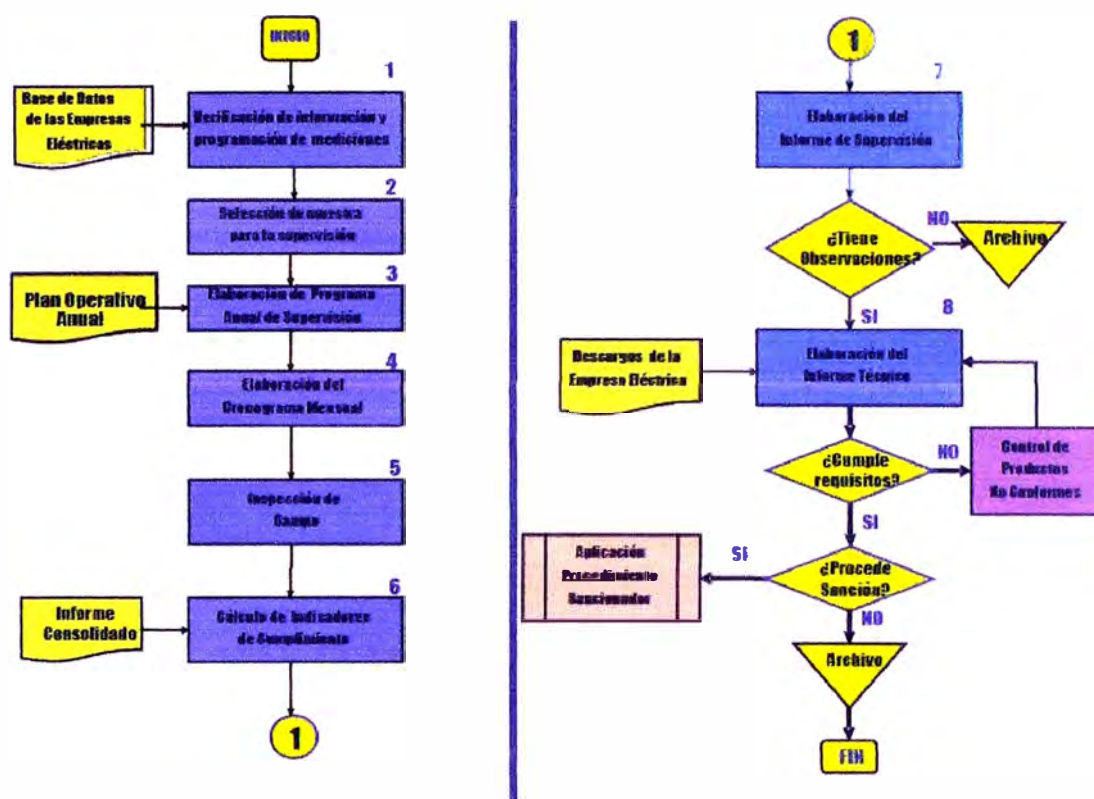 INICIO
1
Base de Datos
de las Empresas
Eléctricas
Verificación de información y
programación de mediciones
2
Selección de muestra
para la supervisión
3
Plan Operativo
Anual
Elaboración de Programa
Anual de Supervisión
4
Elaboración del
Cronograma Mensual
5
Inspección de
Campo
6
Informe
Consolidado
Cálculo de Indicadores
de Cumplimiento
1
1
7
Elaboración del
Informe de Supervisión
¿Tiene
Observaciones?
NO
Archivo
SI
8
Descargos de la
Empresa Eléctrica
Elaboración del
Informe Técnico
¿Cumple
requisitos?
NO
Control de
Productos
No Conformes
SI
Aplicación
Procedimiento
Sancionador
SI
¿Procede
Sanción?
NO
Archivo
FIN